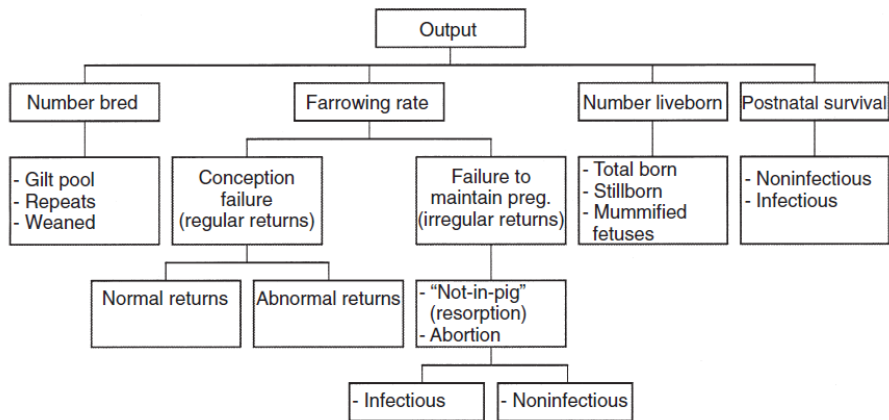 Output
Number bred
Farrowing rate
Number liveborn
Postnatal survival
- Gilt pool
- Repeats
- Weaned
Conception
failure
(regular returns)
Failure to
maintain preg.
(irregular returns)
- Total born
- Stillborn
- Mummified
fetuses
- Noninfectious
- Infectious
Normal returns
Abnormal returns
- “Not-in-pig”
(resorption)
- Abortion
- Infectious
- Noninfectious